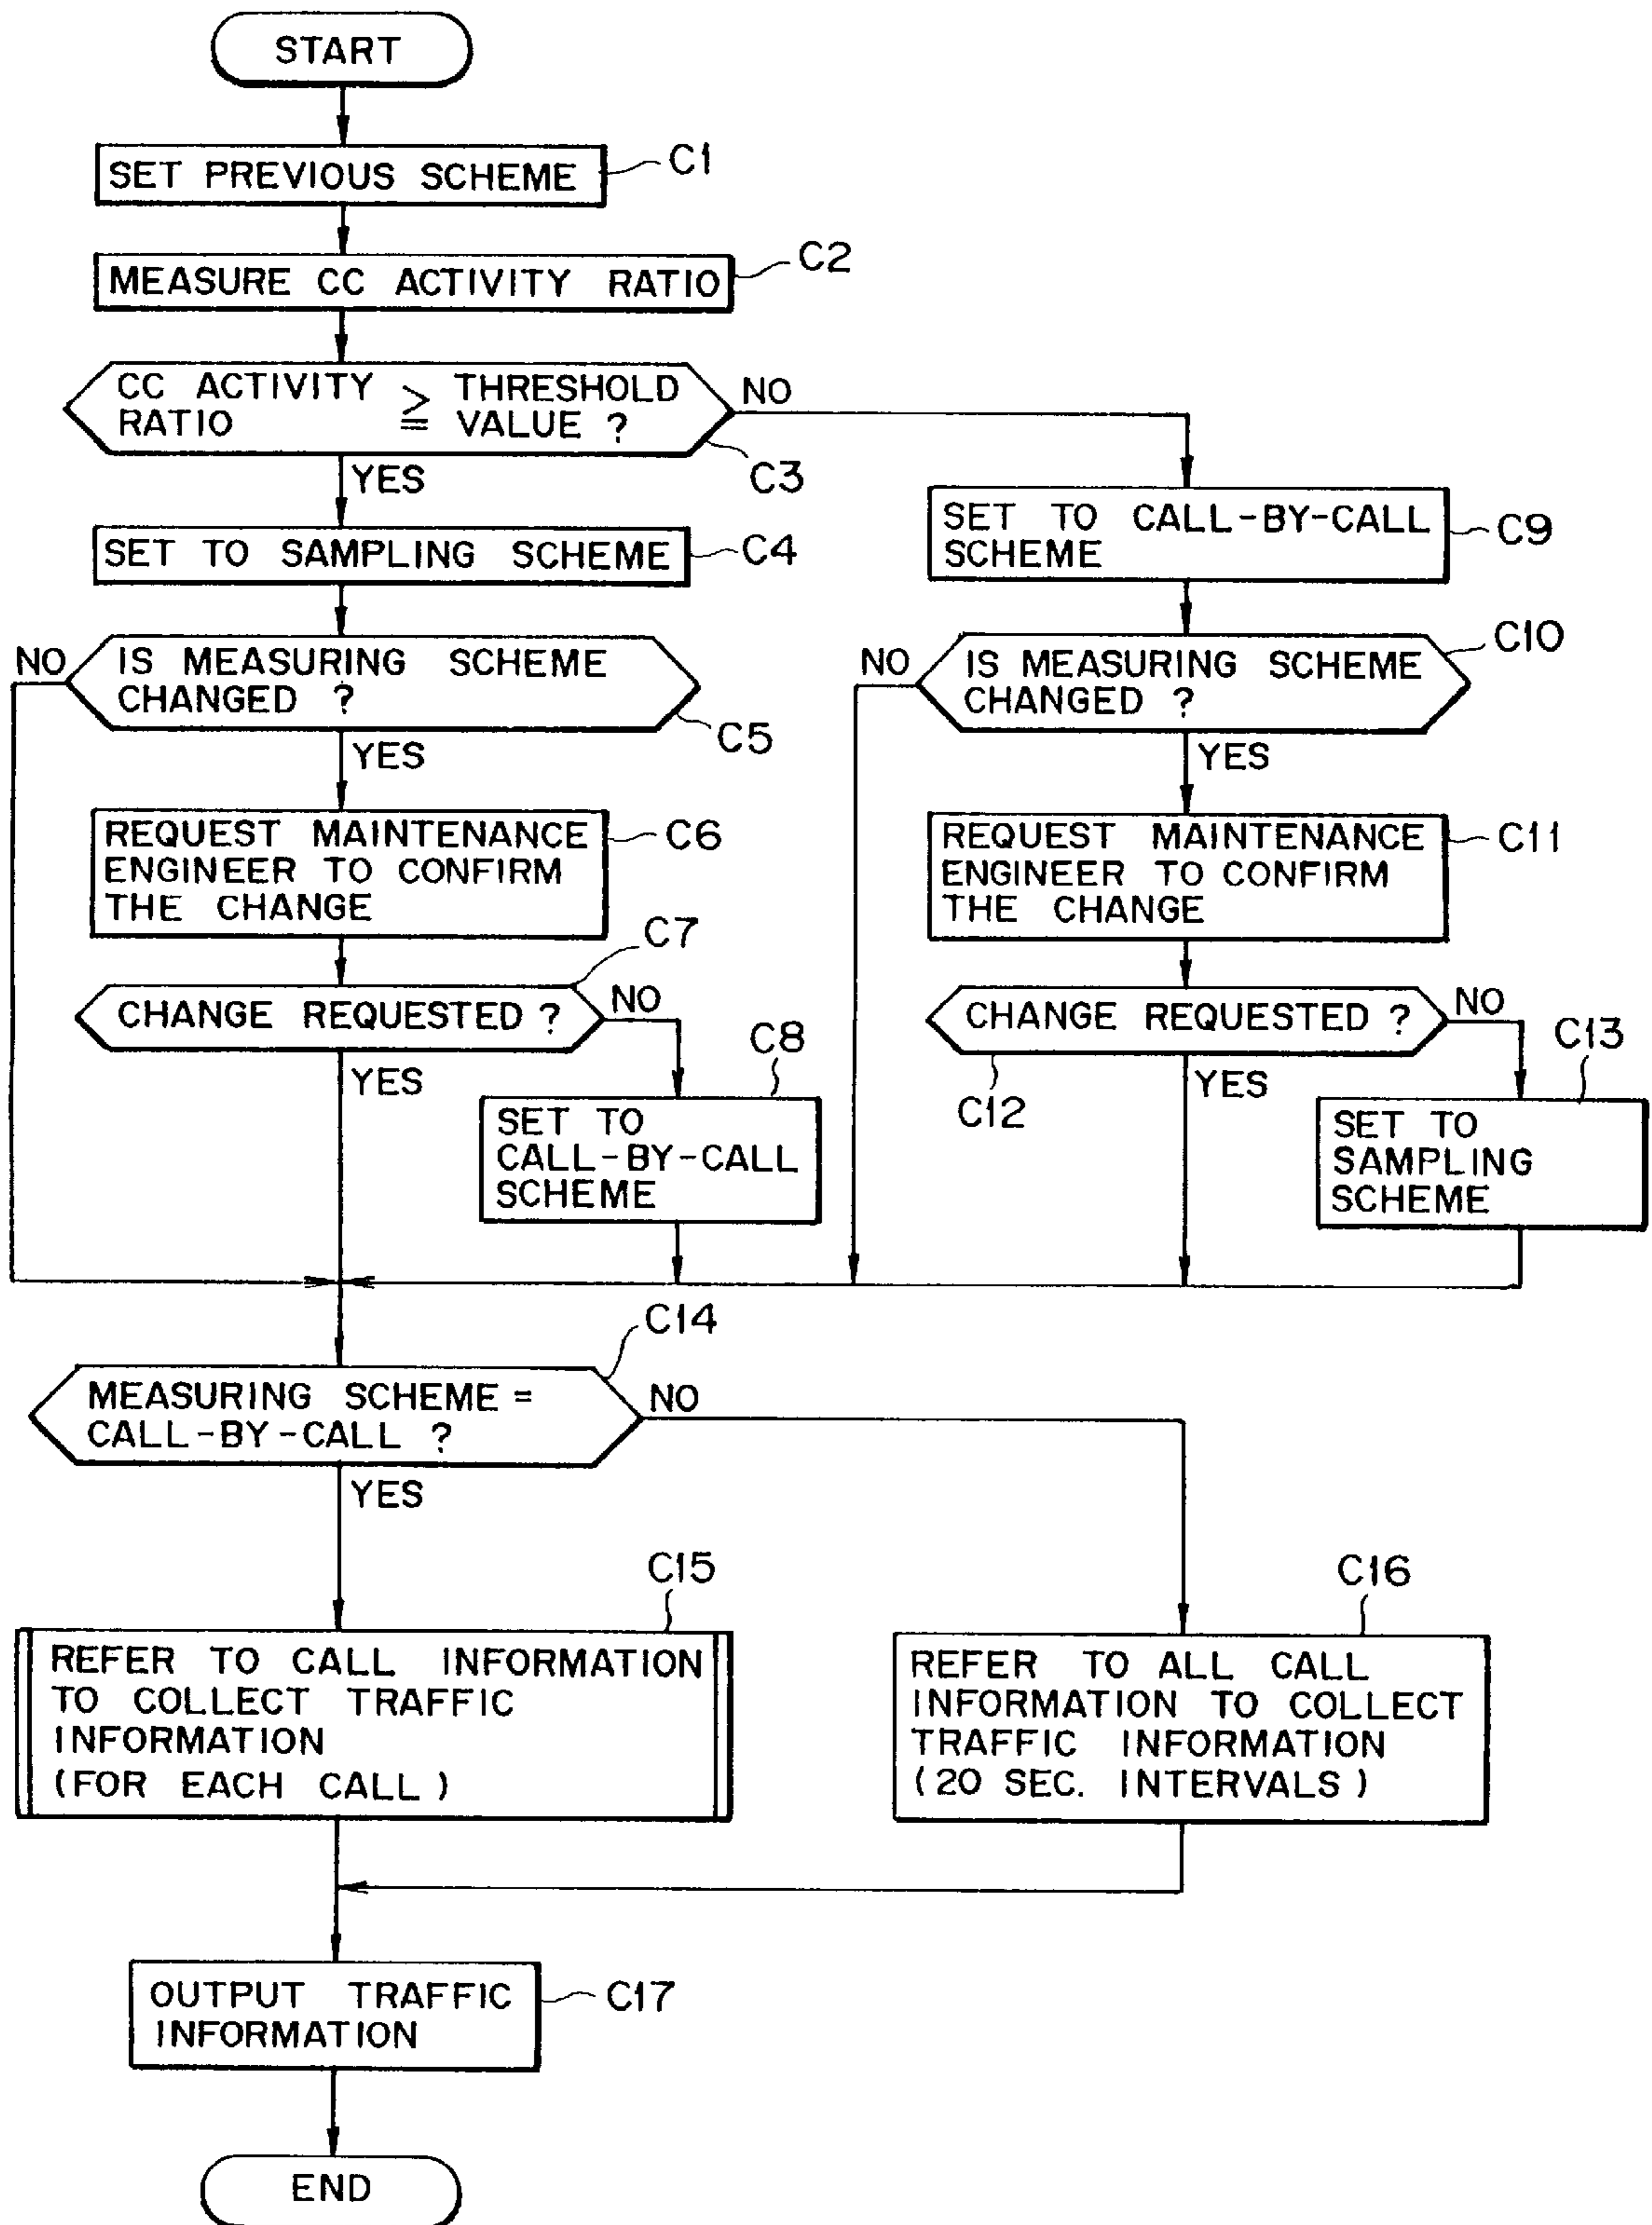 START
SET PREVIOUS SCHEME
C1
MEASURE CC ACTIVITY RATIO
C2
CC ACTIVITY RATIO ≧ THRESHOLD VALUE ?
NO
C3
YES
SET TO SAMPLING SCHEME
C4
SET TO CALL-BY-CALL
SCHEME
C9
NO
IS MEASURING SCHEME
CHANGED ?
C5
YES
NO
IS MEASURING SCHEME
CHANGED ?
C10
YES
REQUEST MAINTENANCE
ENGINEER TO CONFIRM
THE CHANGE
C6
REQUEST MAINTENANCE
ENGINEER TO CONFIRM
THE CHANGE
C11
C7
CHANGE REQUESTED ?
NO
YES
C8
SET TO
CALL-BY-CALL
SCHEME
CHANGE REQUESTED ?
NO
C12
YES
C13
SET TO
SAMPLING
SCHEME
C14
MEASURING SCHEME =
CALL-BY-CALL ?
NO
YES
C15
REFER TO CALL INFORMATION
TO COLLECT TRAFFIC
INFORMATION
(FOR EACH CALL)
C16
REFER TO ALL CALL
INFORMATION TO COLLECT
TRAFFIC INFORMATION
(20 SEC. INTERVALS)
OUTPUT TRAFFIC
INFORMATION
C17
END